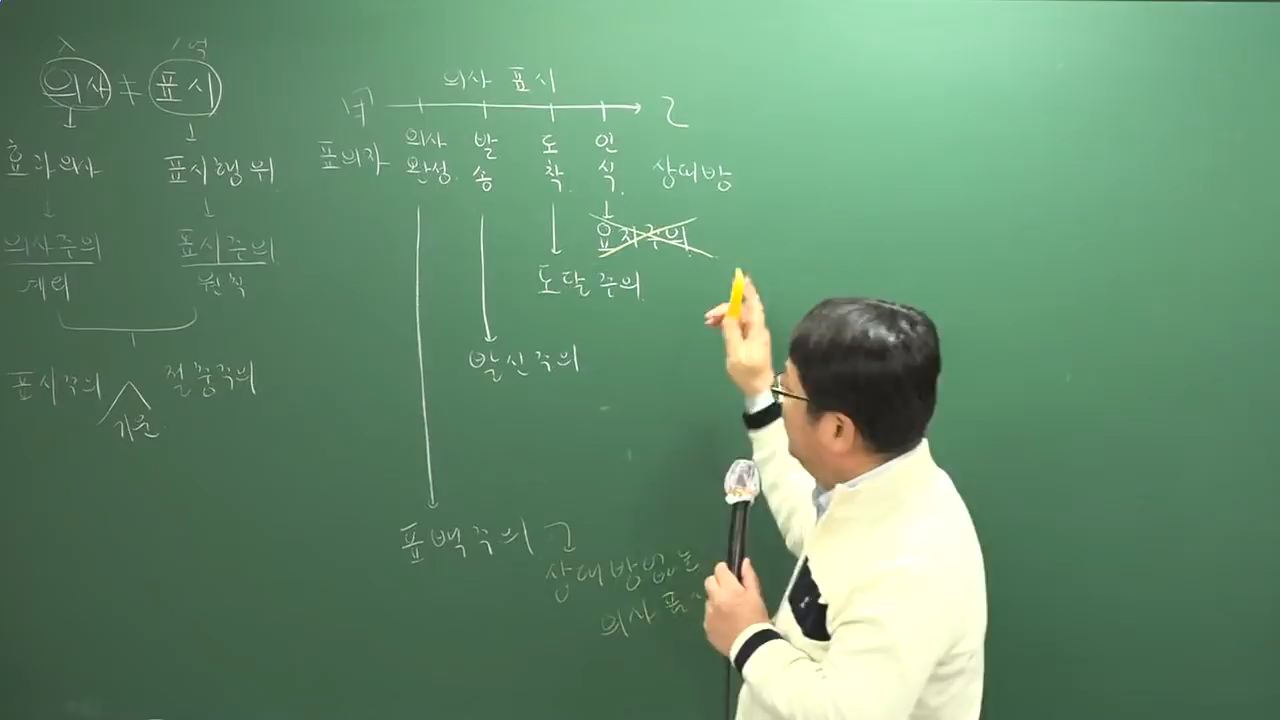 의사 ≠ 표시
효과의사
표시행위
의사주의
표시주의
예외
원칙
표시주의
절충주의
기준
의사 표시
ㄱ
ㄴ
표의자
의사
완성.
발
송
도
착.
인
식.
상대방
요지주의
도달주의.
발신주의
표백주의
상대방없는
의사표